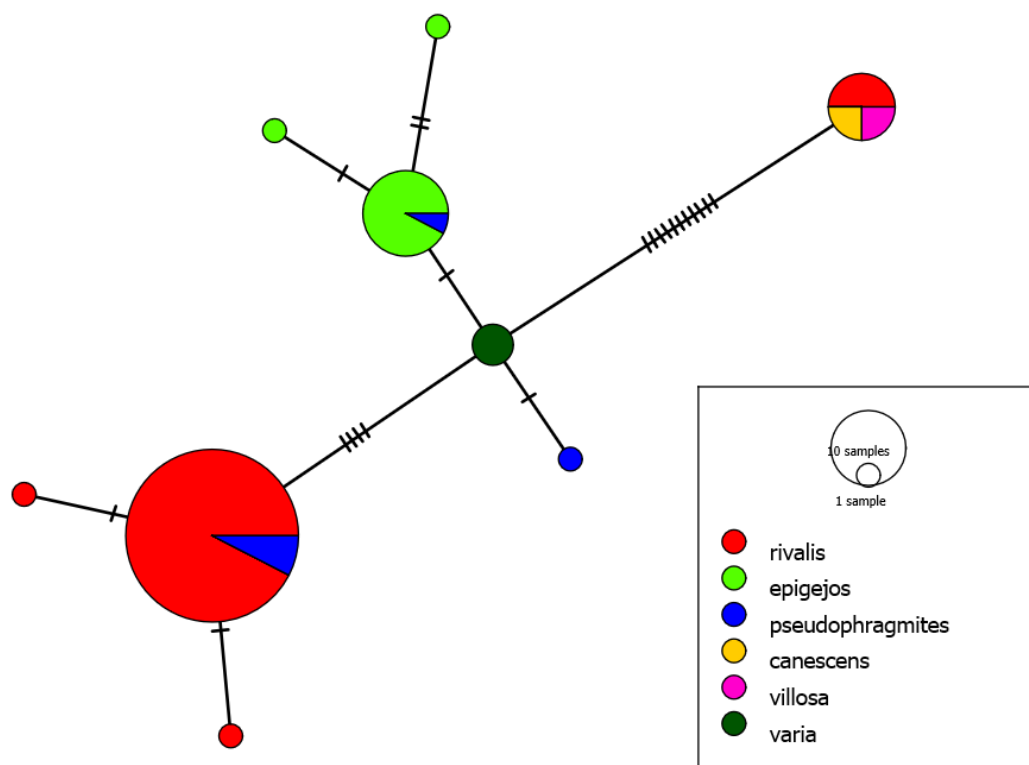 10 samples
1 sample
rivalis
epigejos
pseudophragmites
canescens
villosa
varia